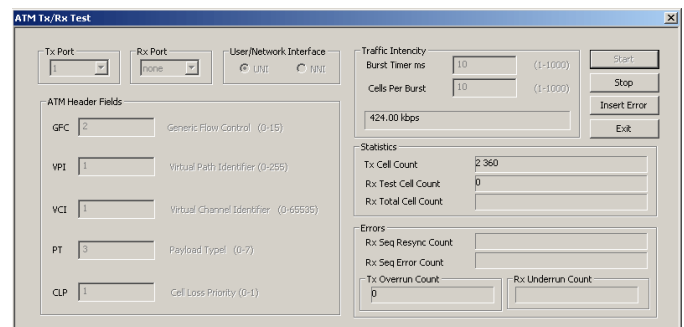 ATM Tx/Rx Test
Tx Port
1
Rx Port
none
User/Network Interface
UNI
NNI
ATM Header Fields
GFC 2 Generic Flow Control (0-15)
VPI 1 Virtual Path Identifier (0-255)
VCI 1 Virtual Channel Identifier (0-65535)
PT 3 Payload Typel (0-7)
CLP 1 Cell Loss Priority (0-1)
Traffic Intencity
Burst Timer ms 10 (1-1000)
Cells Per Burst 10 (1-1000)
424.00 kbps
Start
Stop
Insert Error
Exit
Statistics
Tx Cell Count 2 360
Rx Test Cell Count 0
Rx Total Cell Count
Errors
Rx Seq Resync Count
Rx Seq Error Count
Tx Overrun Count
0
Rx Underrun Count